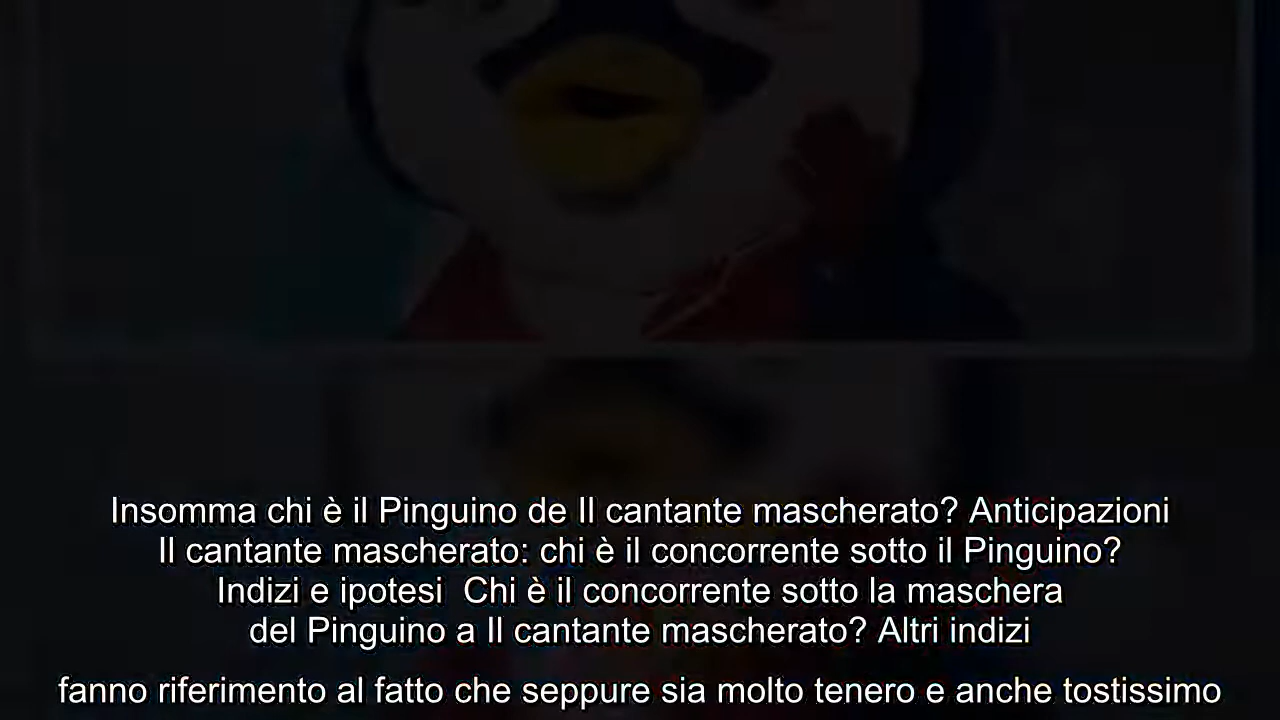 Insomma chi è il Pinguino de Il cantante mascherato? Anticipazioni
Il cantante mascherato: chi è il concorrente sotto il Pinguino?
Indizi e ipotesi  Chi è il concorrente sotto la maschera
del Pinguino a Il cantante mascherato? Altri indizi
fanno riferimento al fatto che seppure sia molto tenero e anche tostissimo